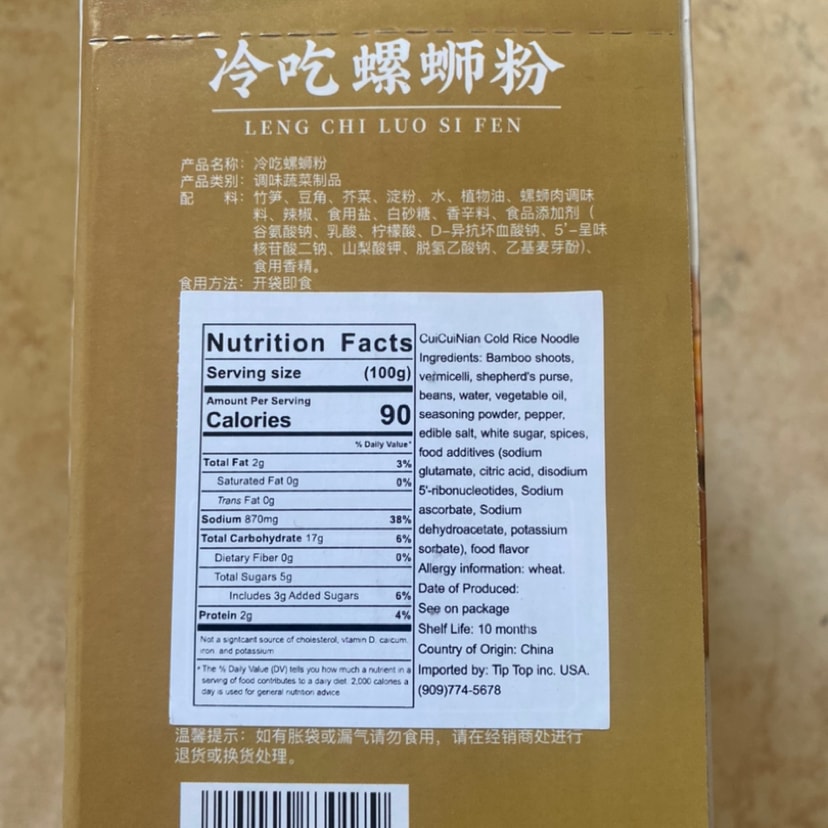 冷吃螺蛳粉
LENG CHI LUO SI FEN
产品名称：冷吃螺蛳粉
产品类别：调味蔬菜制品
配　料：竹笋、豆角、芥菜、淀粉、水、植物油、螺蛳肉调味
料、辣椒、食用盐、白砂糖、香辛料、食品添加剂（
谷氨酸钠、乳酸、柠檬酸、D-异抗坏血酸钠、5'-呈味
核苷酸二钠、山梨酸钾、脱氢乙酸钠、乙基麦芽酚）、
食用香精。
食用方法：开袋即食
Nutrition Facts
Serving size (100g)
Amount Per Serving
Calories 90
% Daily Value*
Total Fat 2g 3%
Saturated Fat 0g 0%
Trans Fat 0g
Sodium 870mg 38%
Total Carbohydrate 17g 6%
Dietary Fiber 0g 0%
Total Sugars 5g
Includes 3g Added Sugars 6%
Protein 2g 4%
Not a signtcant source of cholesterol, vtamin D, calcum,
iron, and potassium
* The % Daily Value (DV) tells you how much a nutrient in a
serving of food contributes to a dary diet. 2,000 calories a
day is used for general nutrition advice
CuiCuiNian Cold Rice Noodle
Ingredients: Bamboo shoots,
vermicelli, shepherd's purse,
beans, water, vegetable oil,
seasoning powder, pepper,
edible salt, white sugar, spices,
food additives (sodium
glutamate, citric acid, disodium
5'-ribonucleotides, Sodium
ascorbate, Sodium
dehydroacetate, potassium
sorbate), food flavor
Allergy information: wheat.
Date of Produced:
See on package
Shelf Life: 10 months
Country of Origin: China
Imported by: Tip Top inc. USA.
(909)774-5678
温馨提示：如有胀袋或漏气请勿食用，请在经销商处进行
退货或换货处理。